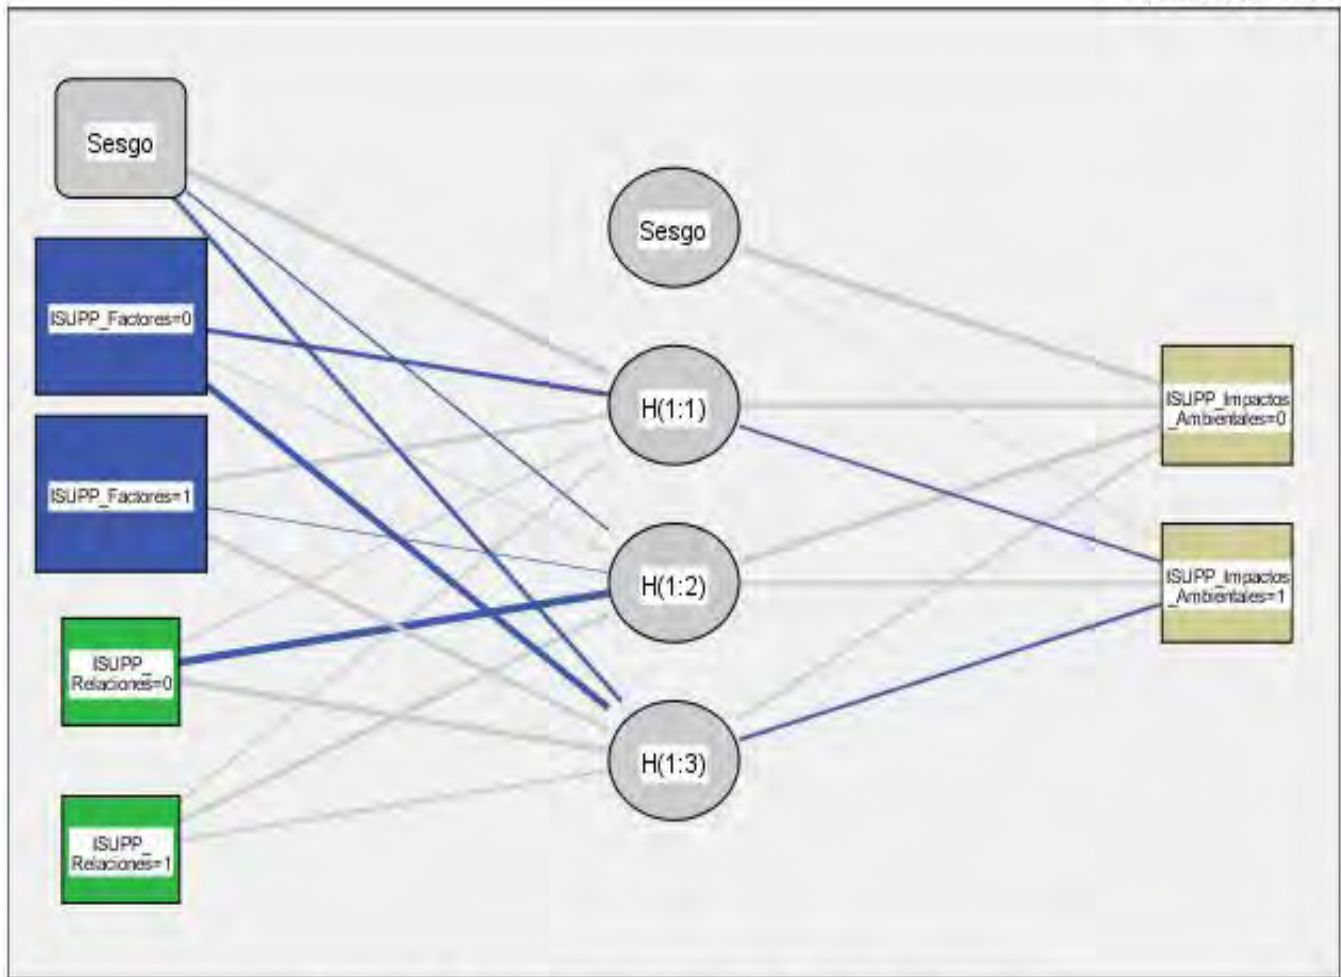 Sesgo
ISUPP_Factores=0
ISUPP_Factores=1
ISUPP_
Relaciones=0
ISUPP_
Relaciones=1
Sesgo
H(1:1)
H(1:2)
H(1:3)
ISUPP_Impactos
_Ambientales=0
ISUPP_Impactos
_Ambientales=1